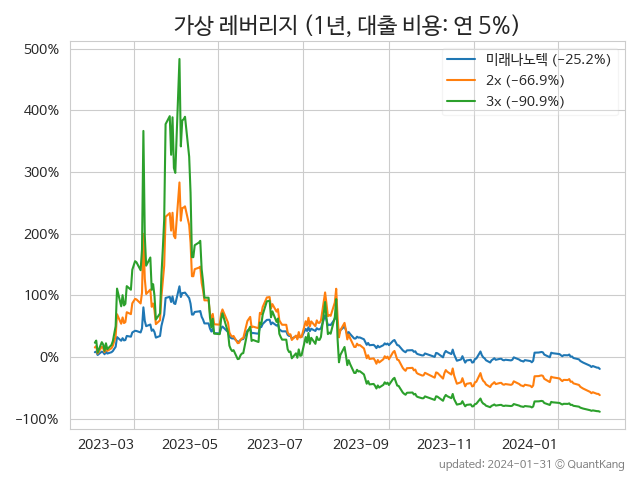 가상 레버리지 (1년, 대출 비용: 연 5%)
미래나노텍 (-25.2%)
2x (-66.9%)
3x (-90.9%)
500%
400%
300%
200%
100%
0%
-100%
2023-03 2023-05 2023-07 2023-09 2023-11 2024-01
updated: 2024-01-31 © QuantKang